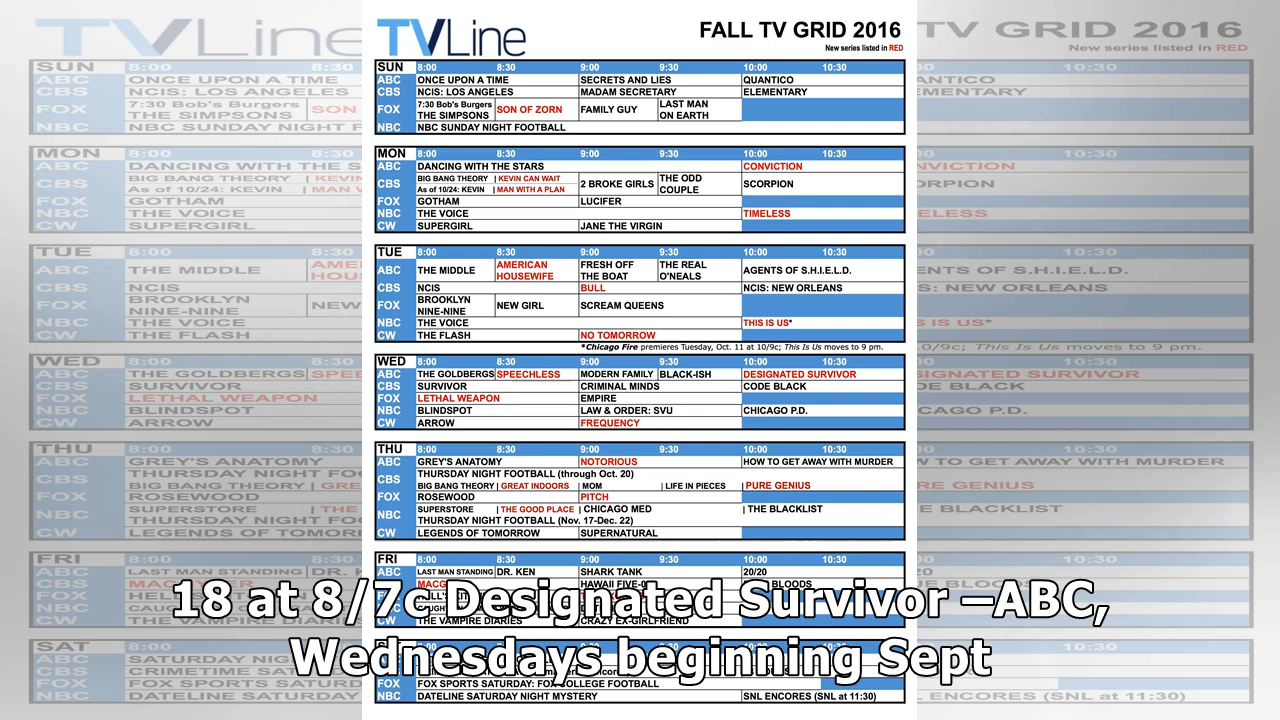 TVLine
FALL TV GRID 2016
New series listed in RED
SUN 8:00 8:30 9:00 9:30 10:00 10:30
ABC ONCE UPON A TIME SECRETS AND LIES QUANTICO
CBS NCIS: LOS ANGELES MADAM SECRETARY ELEMENTARY
FOX 7:30 Bob's Burgers THE SIMPSONS SON OF ZORN FAMILY GUY LAST MAN ON EARTH
NBC NBC SUNDAY NIGHT FOOTBALL
MON 8:00 8:30 9:00 9:30 10:00 10:30
ABC DANCING WITH THE STARS CONVICTION
CBS BIG BANG THEORY | KEVIN CAN WAIT
As of 10/24: KEVIN | MAN WITH A PLAN 2 BROKE GIRLS THE ODD COUPLE SCORPION
FOX GOTHAM LUCIFER
NBC THE VOICE TIMELESS
CW SUPERGIRL JANE THE VIRGIN
TUE 8:00 8:30 9:00 9:30 10:00 10:30
ABC THE MIDDLE AMERICAN HOUSEWIFE FRESH OFF THE BOAT THE REAL O'NEALS AGENTS OF S.H.I.E.L.D.
CBS NCIS BULL NCIS: NEW ORLEANS
FOX BROOKLYN NINE-NINE NEW GIRL SCREAM QUEENS
NBC THE VOICE THIS IS US*
CW THE FLASH NO TOMORROW
*Chicago Fire premieres Tuesday, Oct. 11 at 10/9c; This Is Us moves to 9 pm.
WED 8:00 8:30 9:00 9:30 10:00 10:30
ABC THE GOLDBERGS SPEECHLESS MODERN FAMILY BLACK-ISH DESIGNATED SURVIVOR
CBS SURVIVOR CRIMINAL MINDS CODE BLACK
FOX LETHAL WEAPON EMPIRE
NBC BLINDSPOT LAW & ORDER: SVU CHICAGO P.D.
CW ARROW FREQUENCY
THU 8:00 8:30 9:00 9:30 10:00 10:30
ABC GREY'S ANATOMY NOTORIOUS HOW TO GET AWAY WITH MURDER
CBS THURSDAY NIGHT FOOTBALL (through Oct. 20)
BIG BANG THEORY | GREAT INDOORS | MOM | LIFE IN PIECES | PURE GENIUS
FOX ROSEWOOD PITCH
NBC SUPERSTORE | THE GOOD PLACE | CHICAGO MED | THE BLACKLIST
THURSDAY NIGHT FOOTBALL (Nov. 17-Dec. 22)
CW LEGENDS OF TOMORROW SUPERNATURAL
FRI 8:00 8:30 9:00 9:30 10:00 10:30
ABC LAST MAN STANDING DR. KEN SHARK TANK 20/20
CBS HAWAII FIVE-0 BLOODS
CW THE VAMPIRE DIARIES CRAZY EX-GIRLFRIEND
18 at 8/7c Designated Survivor –ABC,
Wednesdays beginning Sept
FOX FOX SPORTS SATURDAY: FOX COLLEGE FOOTBALL
NBC DATELINE SATURDAY NIGHT MYSTERY SNL ENCORES (SNL at 11:30)